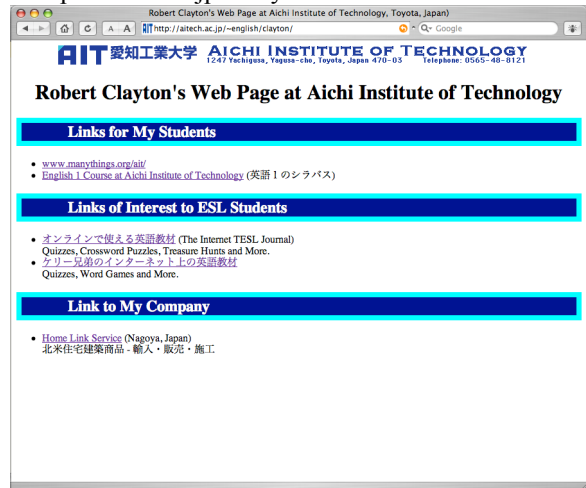 Robert Clayton's Web Page at Aichi Institute of Technology, Toyota, Japan)
A A
AIT http://aitech.ac.jp/~english/clayton/
Q Google
AIT 愛知工業大学 AICHI INSTITUTE OF TECHNOLOGY
1247 Yachigusa, Yagusa-cho, Toyota, Japan 470-03 Telephone: 0565-48-8121
Robert Clayton's Web Page at Aichi Institute of Technology
Links for My Students
• www.manythings.org/ait/
• English 1 Course at Aichi Institute of Technology (英語 I のシラバス)
Links of Interest to ESL Students
• オンラインで使える英語教材 (The Internet TESL Journal)
Quizzes, Crossword Puzzles, Treasure Hunts and More.
• ケリー兄弟のインターネット上の英語教材
Quizzes, Word Games and More.
Link to My Company
• Home Link Service (Nagoya, Japan)
北米住宅建築商品 - 輸入・販売・施工